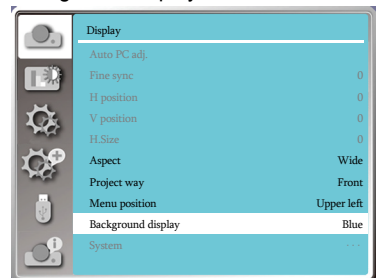 Display
Auto PC adj.
Fine sync 0
H position 0
V position 0
H.Size 0
Aspect Wide
Project way Front
Menu position Upper left
Background display Blue
System ...